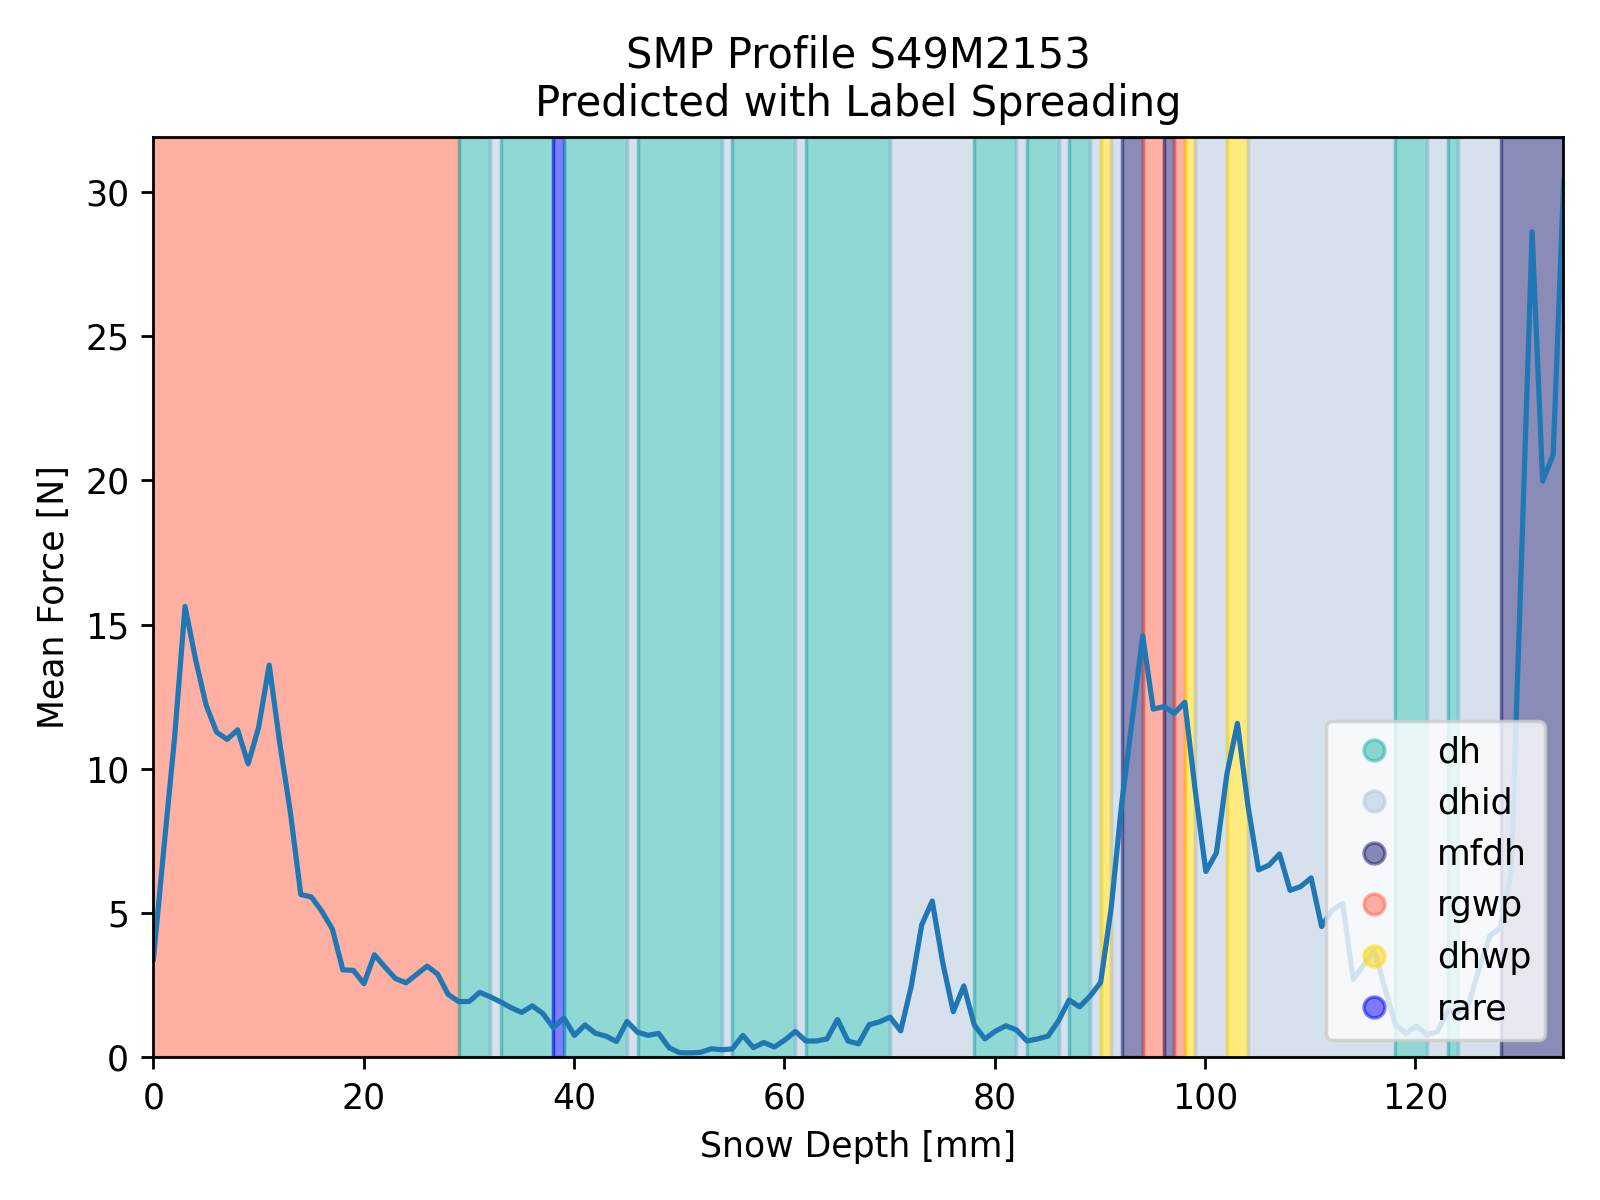 SMP Profile S49M2153
Predicted with Label Spreading
Mean Force [N]
30
25
20
15
10
5
0
0 20 40 60 80 100 120
Snow Depth [mm]
dh
dhid
mfdh
rgwp
dhwp
rare